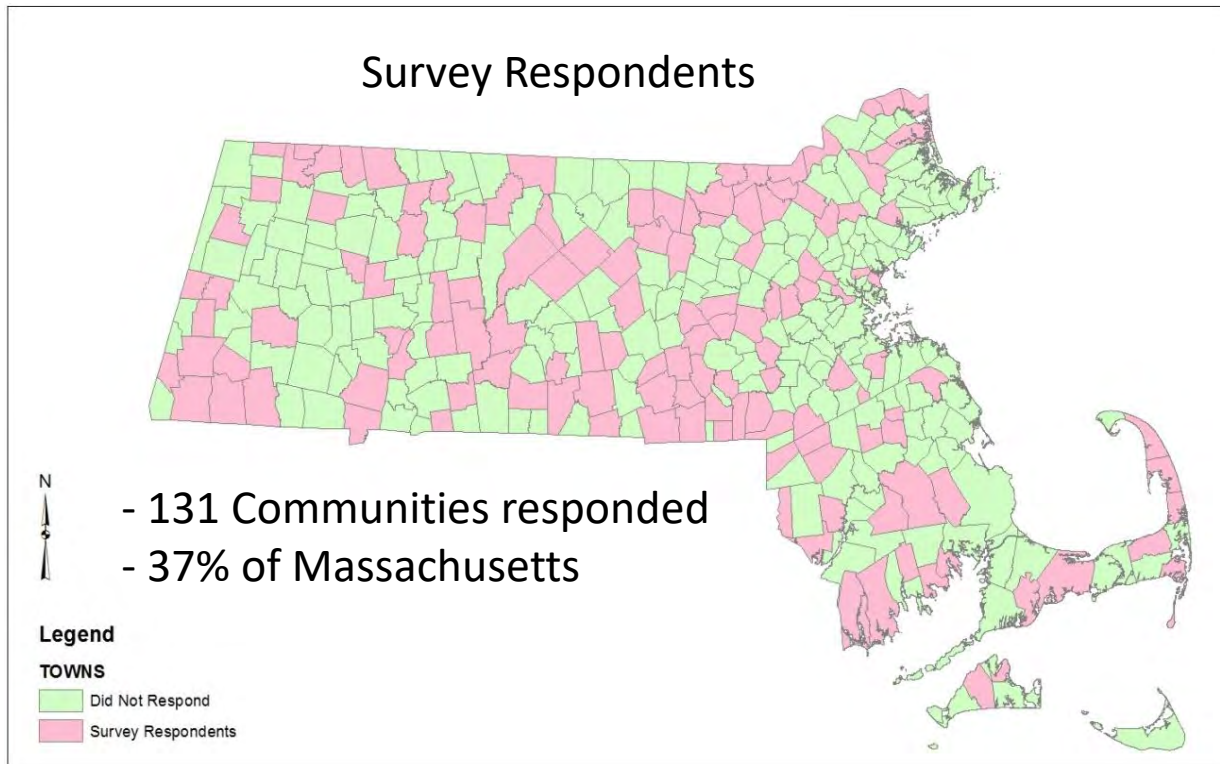 Survey Respondents
N
- 131 Communities responded
- 37% of Massachusetts
Legend
TOWNS
Did Not Respond
Survey Respondents